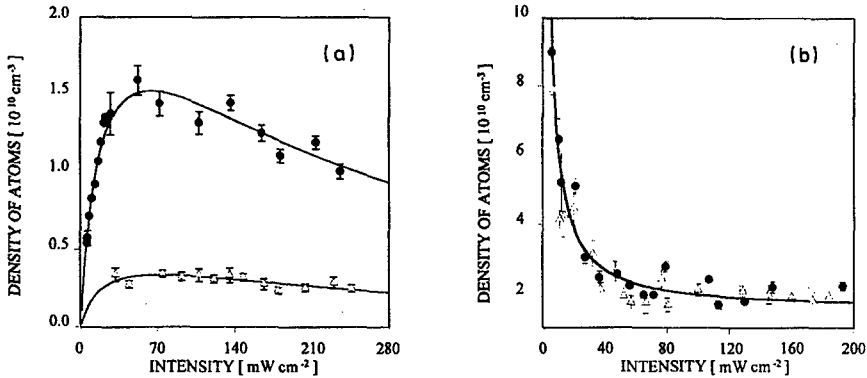 2.0
1.5
1.0
0.5
0.0
DENSITY OF ATOMS [ 10¹⁰ cm⁻³ ]
(a)
0 70 140 210 280
INTENSITY [ mW cm⁻² ]
10
8
6
4
2
DENSITY OF ATOMS [ 10¹⁰ cm⁻³ ]
(b)
0 40 80 120 160 200
INTENSITY [ mW cm⁻² ]